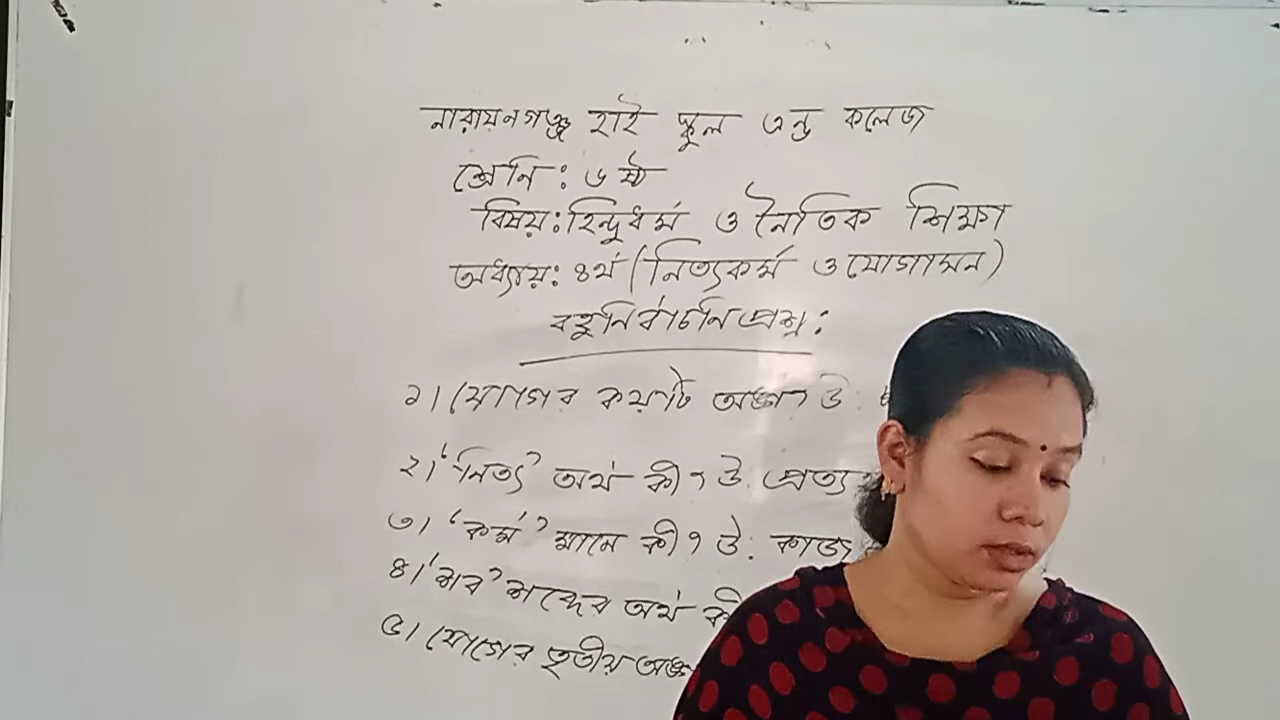 নারায়নগঞ্জ হাই স্কুল এন্ড কলেজ
শ্রেনি: ৬ষ্ঠ
বিষয়: হিন্দুধর্ম ও নৈতিক শিক্ষা
অধ্যায়: ৪র্থ (নিত্যকর্ম ও যোগাসন)
বহুনির্বাচনি প্রশ্ন:
১। যোগের কয়টি অঙ্গ? উ:
২। 'নিত্য' অর্থ কী? উ: প্রত্য
৩। 'কর্ম' মানে কী? উ: কাজ
৪। 'শব' শব্দের অর্থ কী
৫। যোগের তৃতীয় অঙ্গ